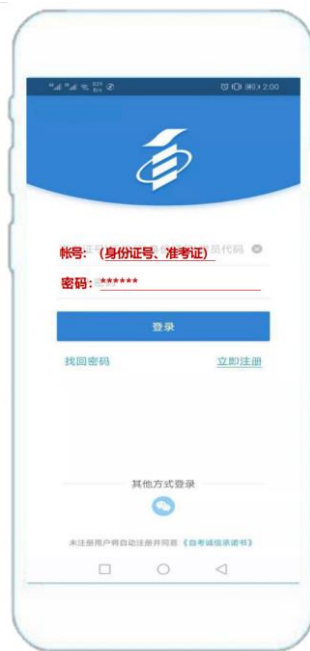 2:00
帐号：（身份证号、准考证）
密码：******
登录
找回密码 立即注册
其他方式登录
未注册用户将自动注册并同意《自考诚信承诺书》